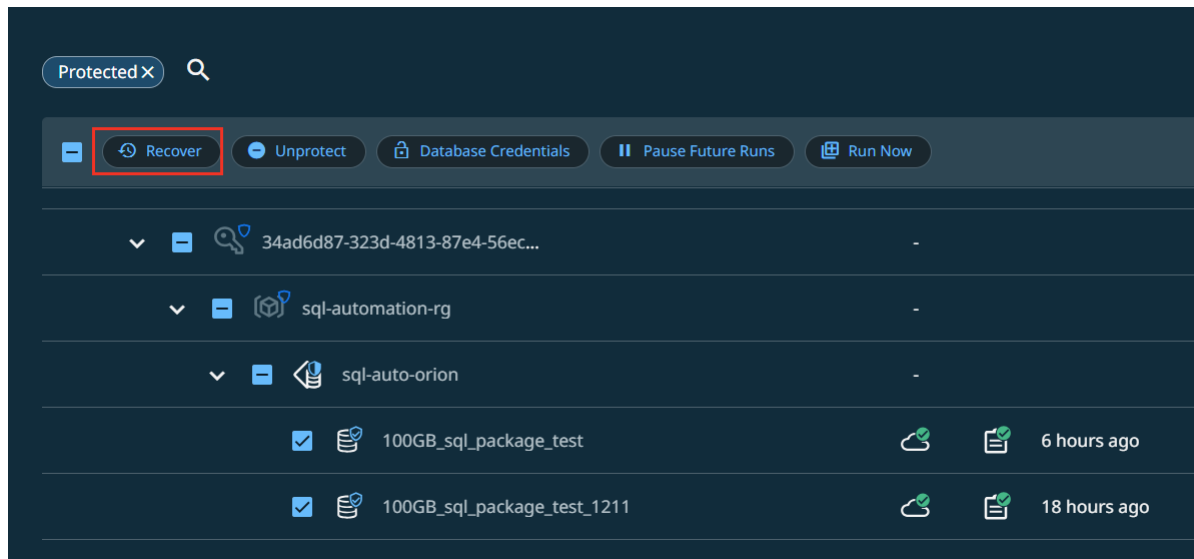 Protected
Recover Unprotect Database Credentials Pause Future Runs Run Now
34ad6d87-323d-4813-87e4-56ec... -
sql-automation-rg -
sql-auto-orion -
100GB_sql_package_test 6 hours ago
100GB_sql_package_test_1211 18 hours ago